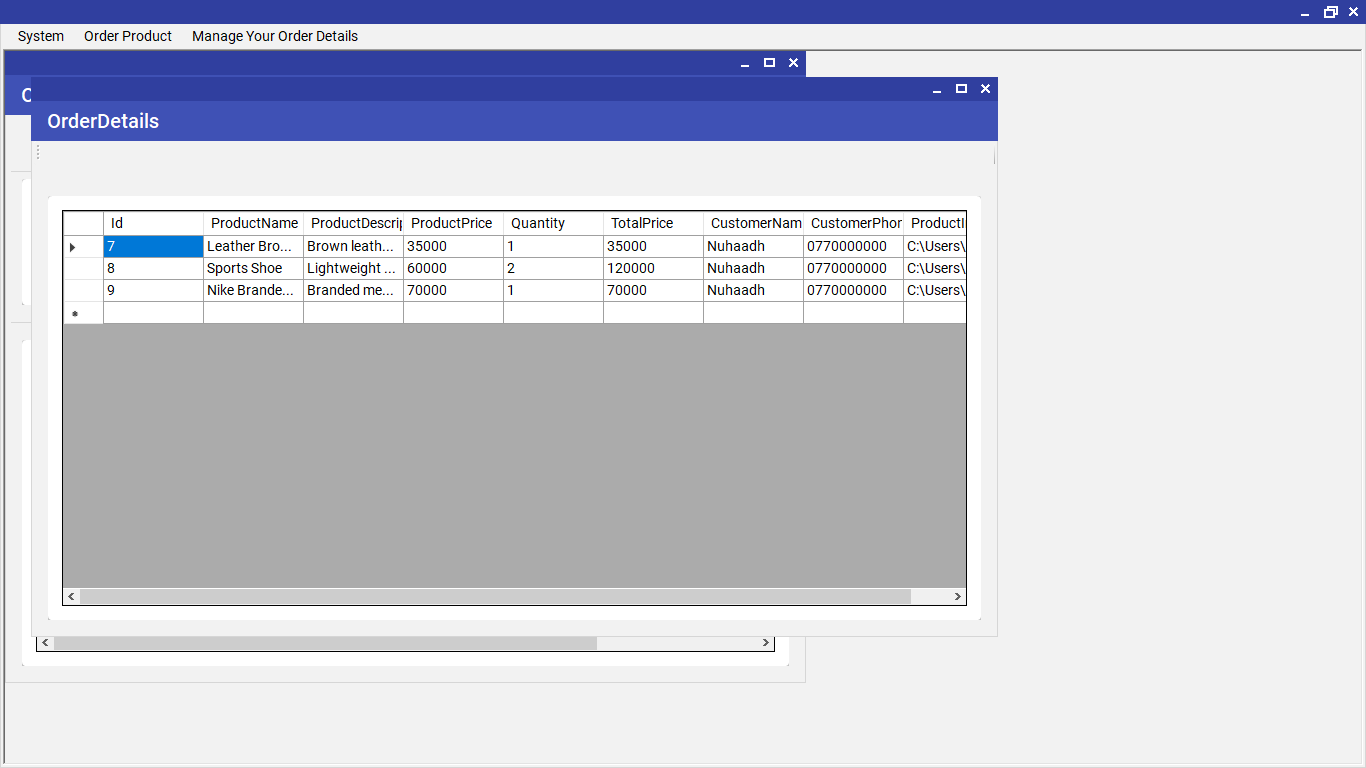 System Order Product Manage Your Order Details
OrderDetails
Id ProductName ProductDescrip ProductPrice Quantity TotalPrice CustomerNam CustomerPhor ProductI
7 Leather Bro... Brown leath... 35000 1 35000 Nuhaadh 0770000000 C:\Users\
8 Sports Shoe Lightweight ... 60000 2 120000 Nuhaadh 0770000000 C:\Users\
9 Nike Brande... Branded me... 70000 1 70000 Nuhaadh 0770000000 C:\Users\